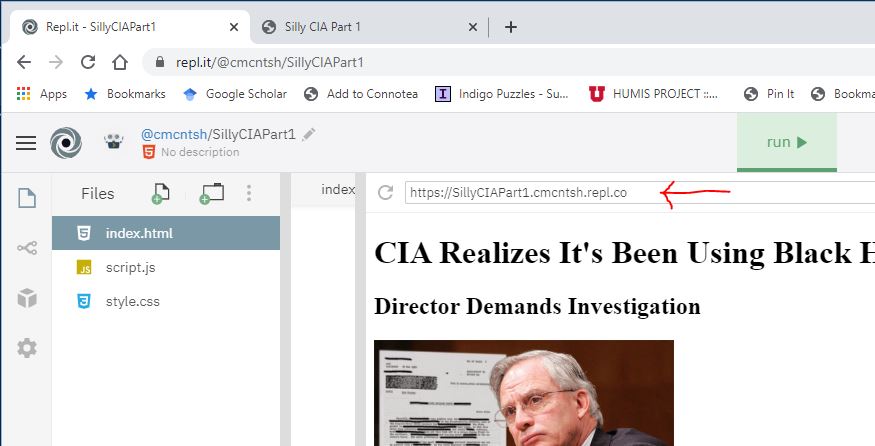 Repl.it - SillyCIAPart1
Silly CIA Part 1
repl.it/@cmcntsh/SillyCIAPart1
Apps
Bookmarks
Google Scholar
Add to Connotea
Indigo Puzzles - Su...
HUMIS PROJECT ::...
Pin It
Bookma
@cmcntsh/SillyCIAPart1
No description
run
Files
index
https://SillyCIAPart1.cmcntsh.repl.co
index.html
JS script.js
style.css
CIA Realizes It's Been Using Black H
Director Demands Investigation